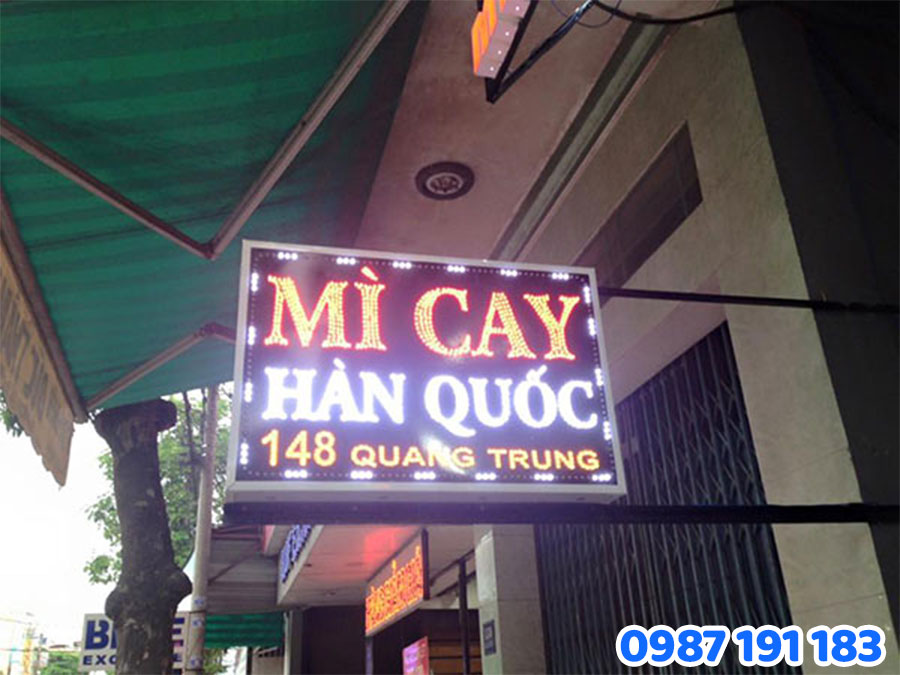 MÌ CAY
HÀN QUỐC
148 QUANG TRUNG
0987 191 183